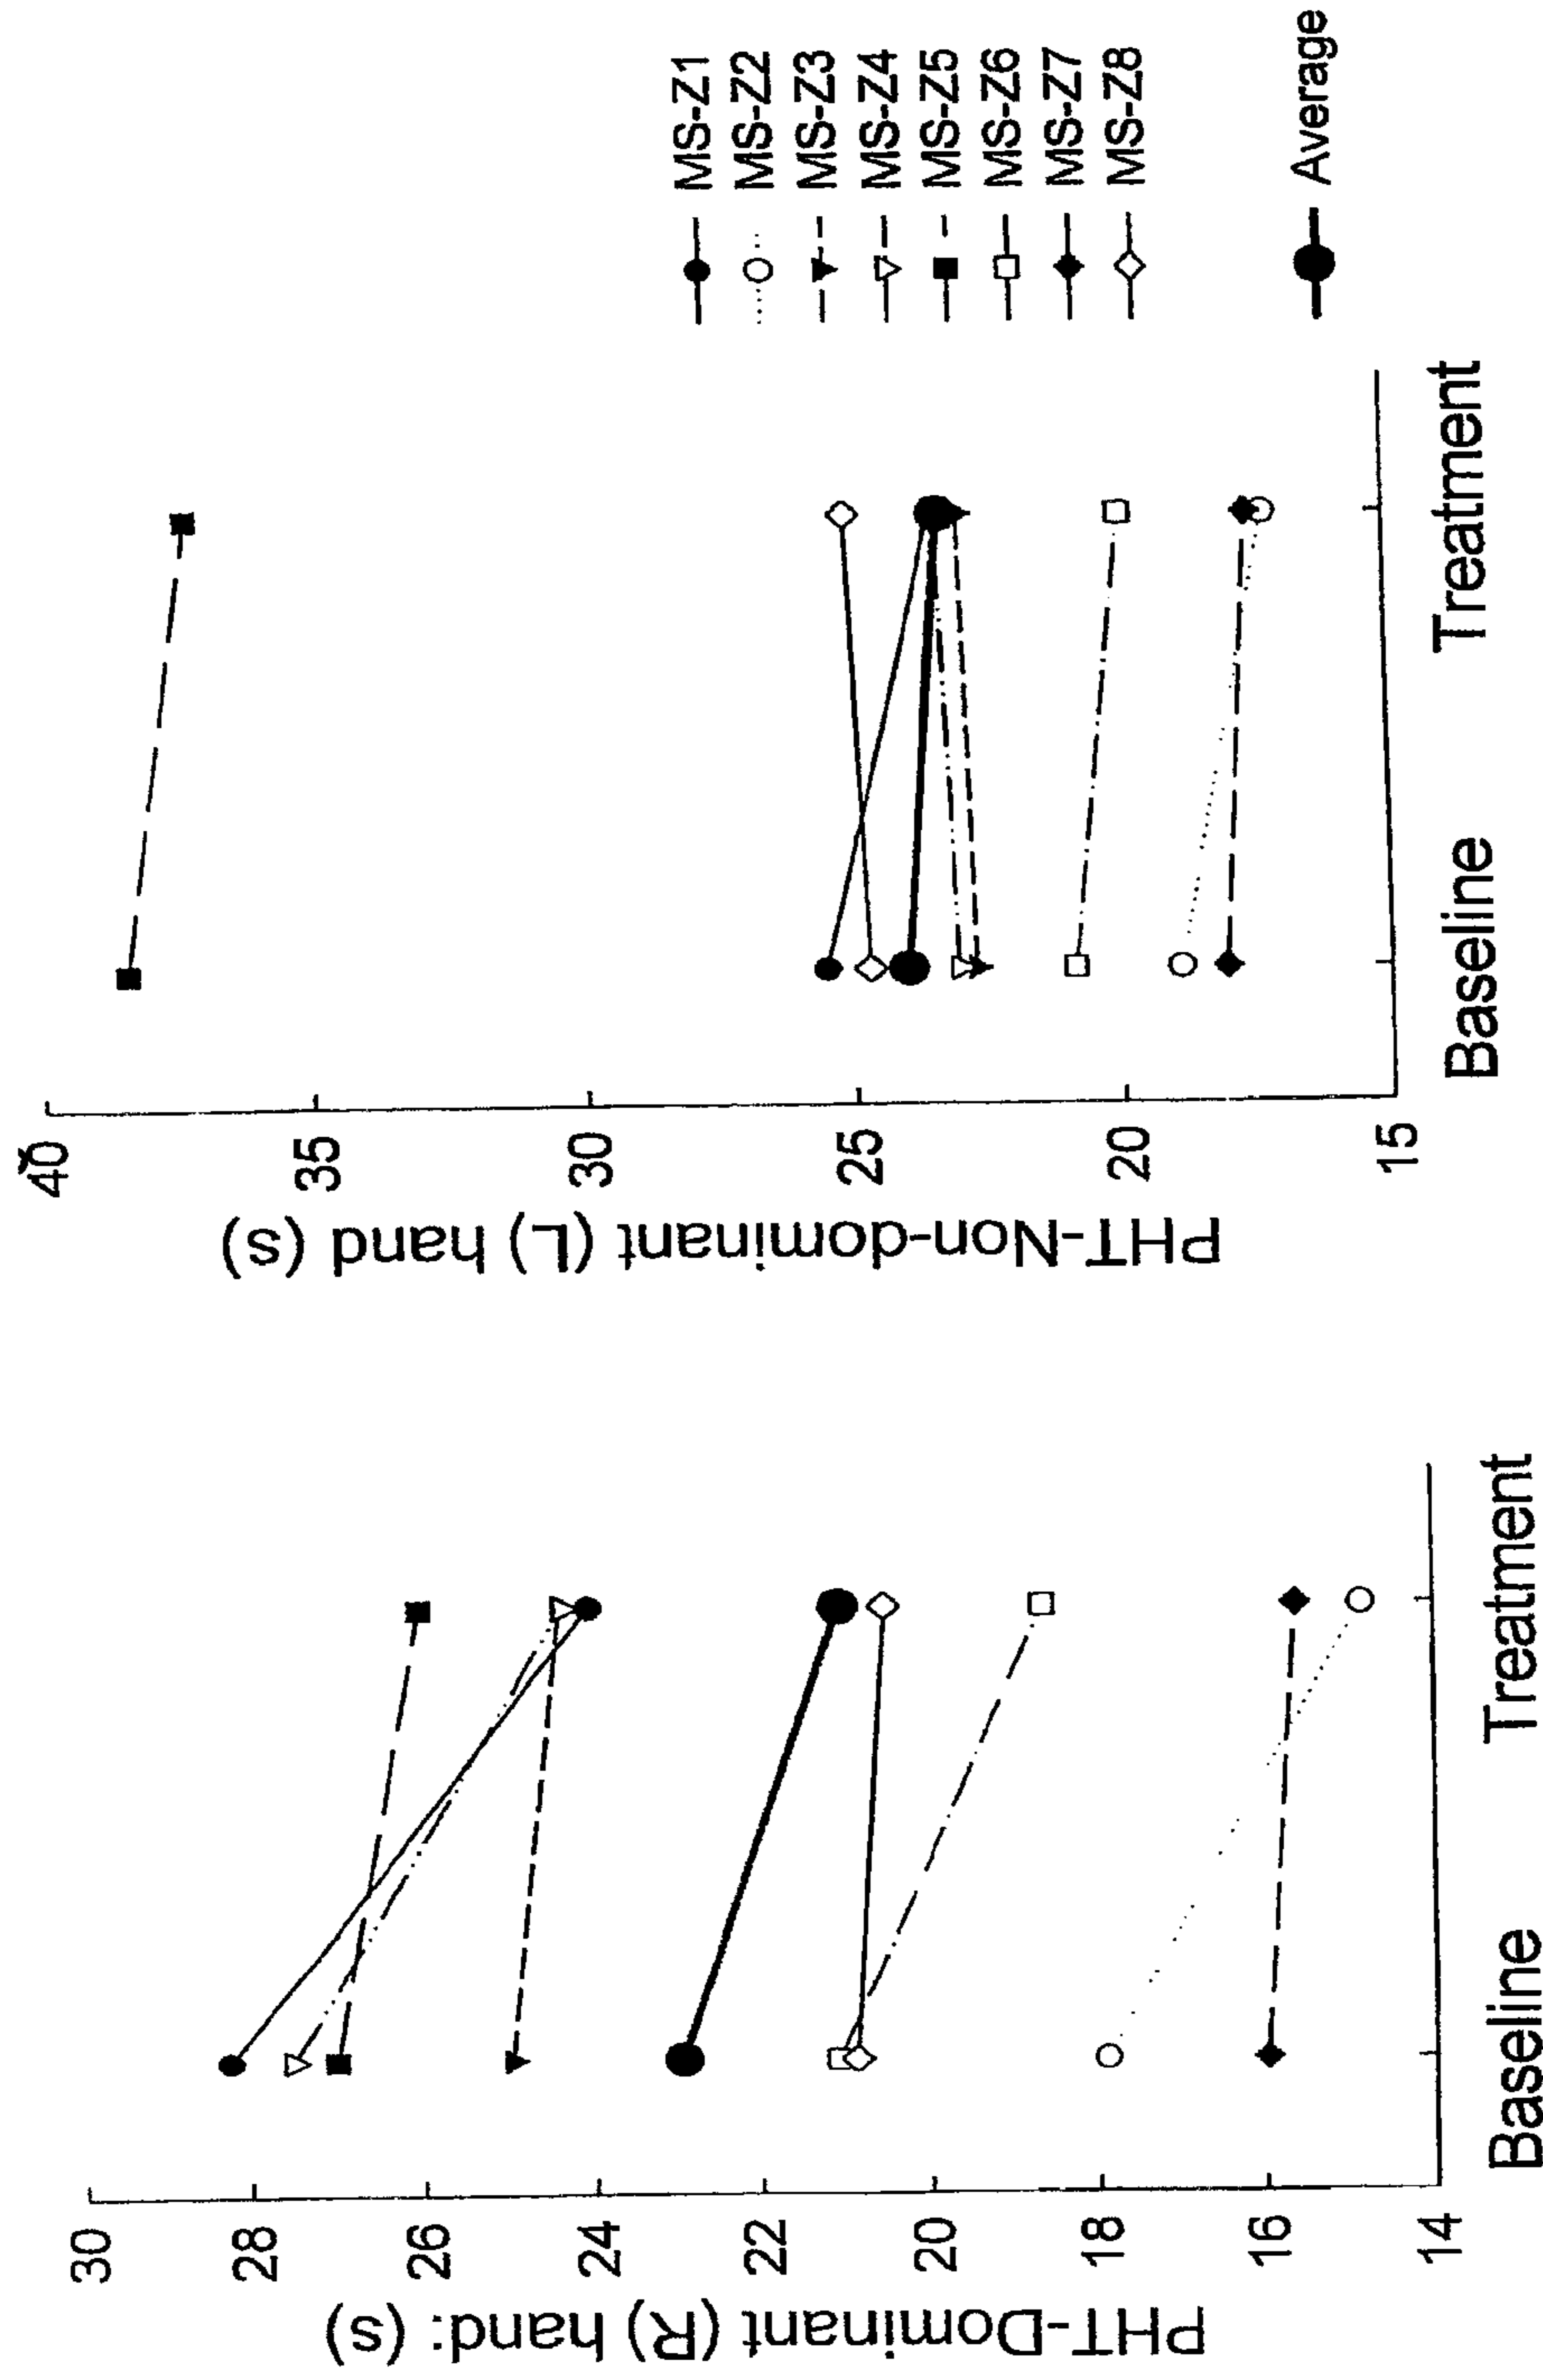 PHT-Dominant (R) hand: (s)
30
28
26
24
22
20
18
16
14
Baseline
Treatment
PHT-Non-dominant (L) hand (s)
40
35
30
25
20
15
Baseline
Treatment
MS-Z1
MS-Z2
MS-Z3
MS-Z4
MS-Z5
MS-Z6
MS-Z7
MS-Z8
Average